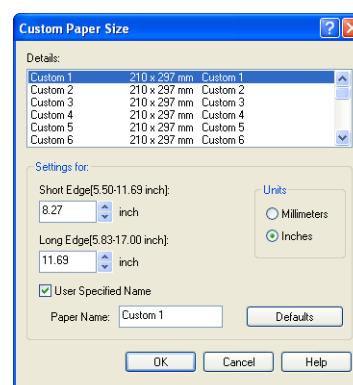 Custom Paper Size
Details:
Custom 1 210 x 297 mm Custom 1
Custom 2 210 x 297 mm Custom 2
Custom 3 210 x 297 mm Custom 3
Custom 4 210 x 297 mm Custom 4
Custom 5 210 x 297 mm Custom 5
Custom 6 210 x 297 mm Custom 6
Settings for:
Short Edge[5.50-11.69 inch]:
8.27 inch
Long Edge[5.83-17.00 inch]:
11.69 inch
Units
Millimeters
Inches
User Specified Name
Paper Name: Custom 1
Defaults
OK Cancel Help